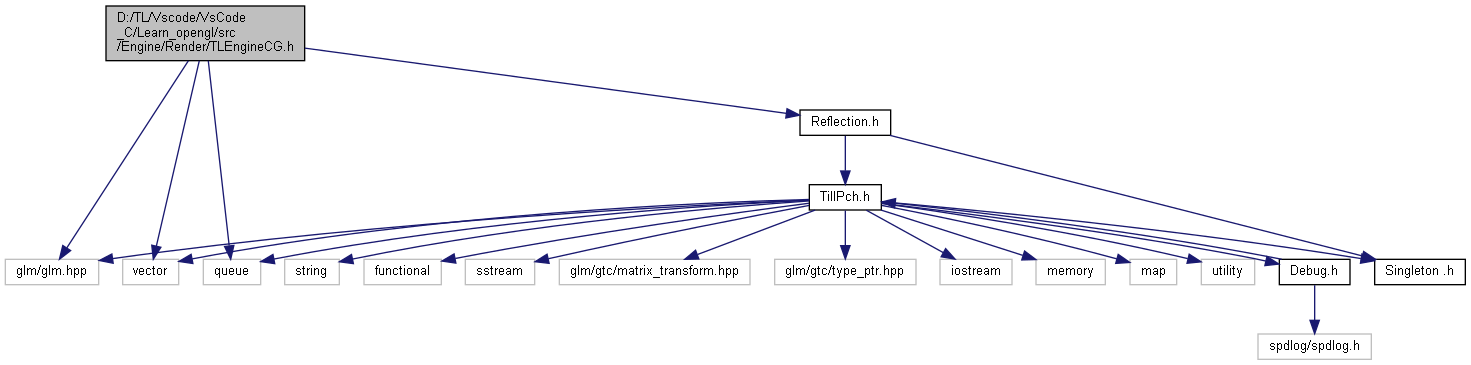 D:/TL/Vscode/VsCode
_C/Learn_opengl/src
/Engine/Render/TLEngineCG.h
Reflection.h
TillPch.h
glm/glm.hpp
vector
queue
string
functional
sstream
glm/gtc/matrix_transform.hpp
glm/gtc/type_ptr.hpp
iostream
memory
map
utility
Debug.h
Singleton .h
spdlog/spdlog.h